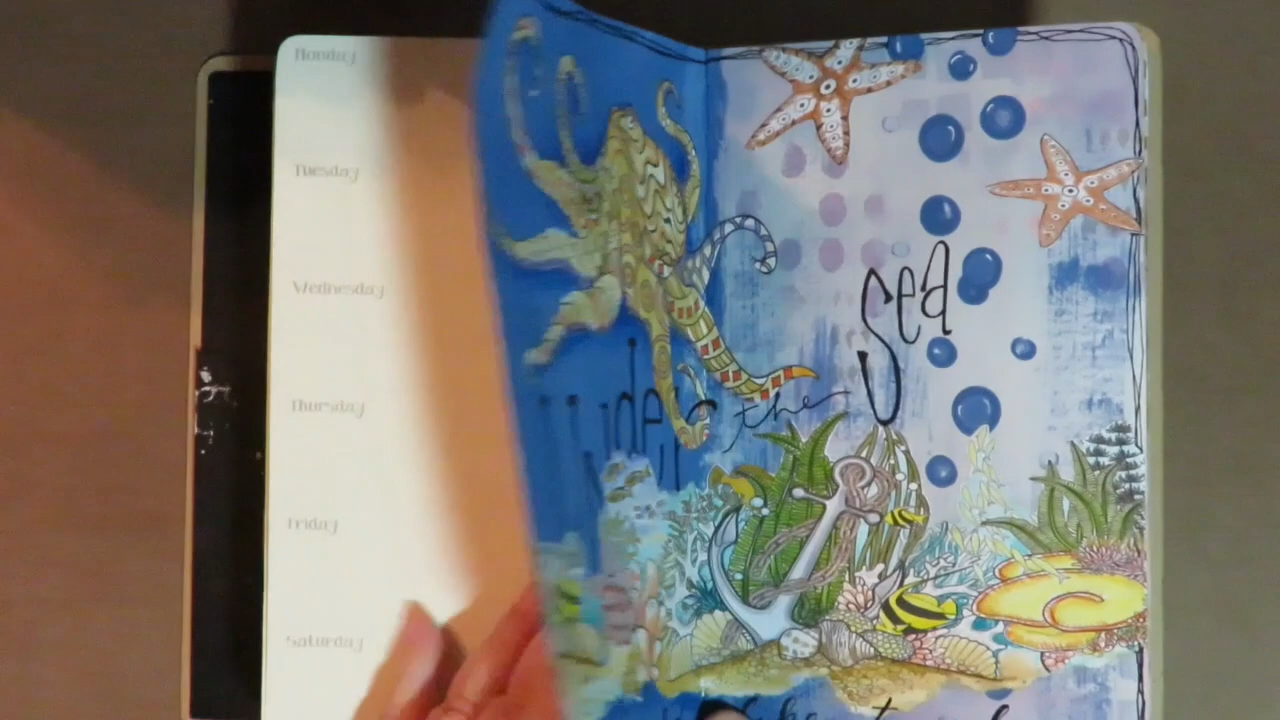 Monday
Tuesday
Wednesday
Thursday
Friday
Saturday
Under the sea